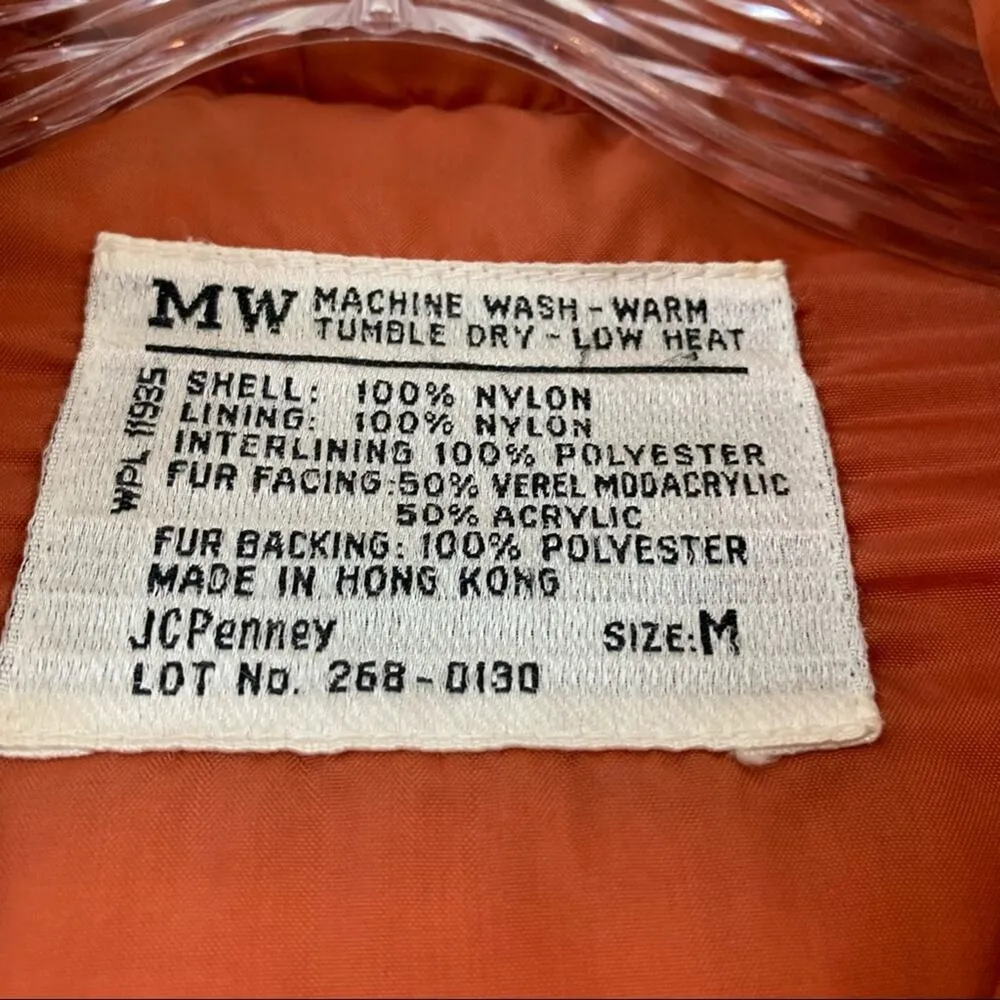 MW MACHINE WASH-WARM
TUMBLE DRY-LOW HEAT
WPL 11935
SHELL: 100% NYLON
LINING: 100% NYLON
INTERLINING 100% POLYESTER
FUR FACING:50% VEREL MODACRYLIC
50% ACRYLIC
FUR BACKING: 100% POLYESTER
MADE IN HONG KONG
JCPenney SIZE:M
LOT No. 268-0130